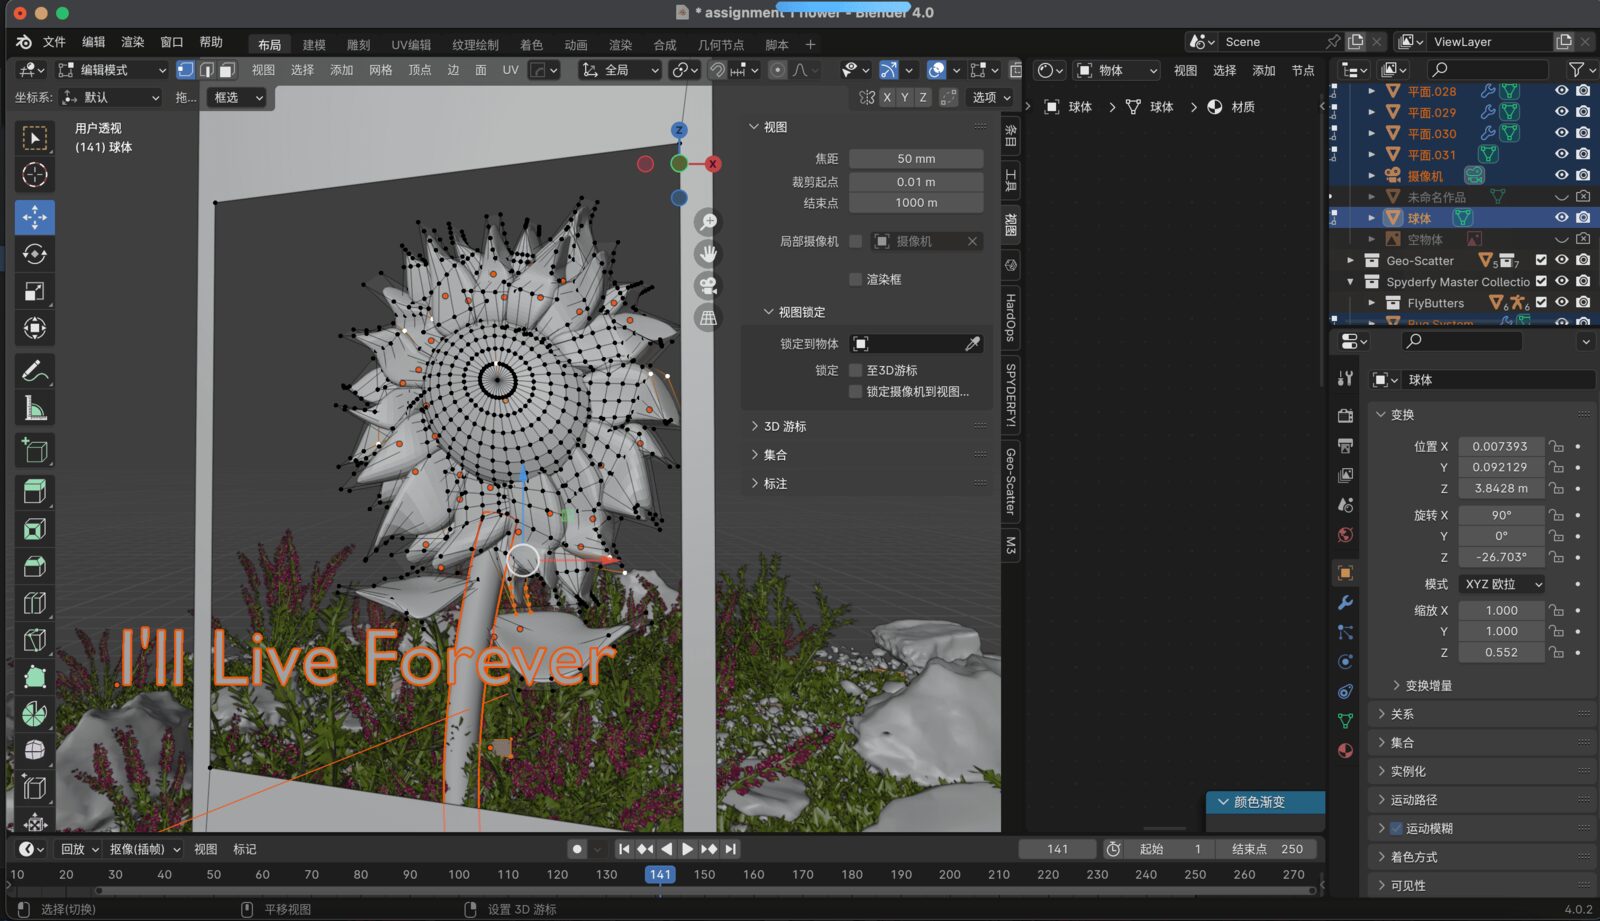 * assignment 1 flower - Blender 4.0
文件 编辑 渲染 窗口 帮助 布局 建模 雕刻 UV编辑 纹理绘制 着色 动画 渲染 合成 几何节点 脚本 +
Scene ViewLayer
编辑模式 视图 选择 添加 网格 顶点 边 面 UV 全局
物体 视图 选择 添加 节点
坐标系: 默认 拖... 框选
X Y Z 选项
球体 > 球体 > 材质
用户透视
(141) 球体
Z
X
I'll Live Forever
视图
焦距 50 mm
裁剪起点 0.01 m
结束点 1000 m
局部摄像机 摄像机
渲染框
视图锁定
锁定到物体
锁定 至3D游标
锁定摄像机到视图...
3D 游标
集合
标注
条目
工具
视图
HardOps
SPYDERFY!
Geo-Scatter
M3
颜色渐变
平面.028
平面.029
平面.030
平面.031
摄像机
未命名作品
球体
空物体
Geo-Scatter 5 7
Spyderfy Master Collectio
FlyButters 6 6
Bug System
球体
变换
位置 X 0.007393
Y 0.092129
Z 3.8428 m
旋转 X 90°
Y 0°
Z -26.703°
模式 XYZ 欧拉
缩放 X 1.000
Y 1.000
Z 0.552
变换增量
关系
集合
实例化
运动路径
运动模糊
着色方式
可见性
回放 抠像(插帧) 视图 标记 141 起始 1 结束点 250
10 20 30 40 50 60 70 80 90 100 110 120 130 141 150 160 170 180 190 200 210 220 230 240 250 260 270
选择(切换) 平移视图 设置 3D 游标 4.0.2